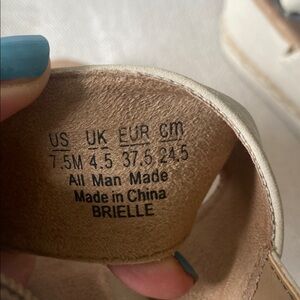 US UK EUR cm
7.5M 4.5 37.5 24.5
All Man Made
Made in China
BRIELLE